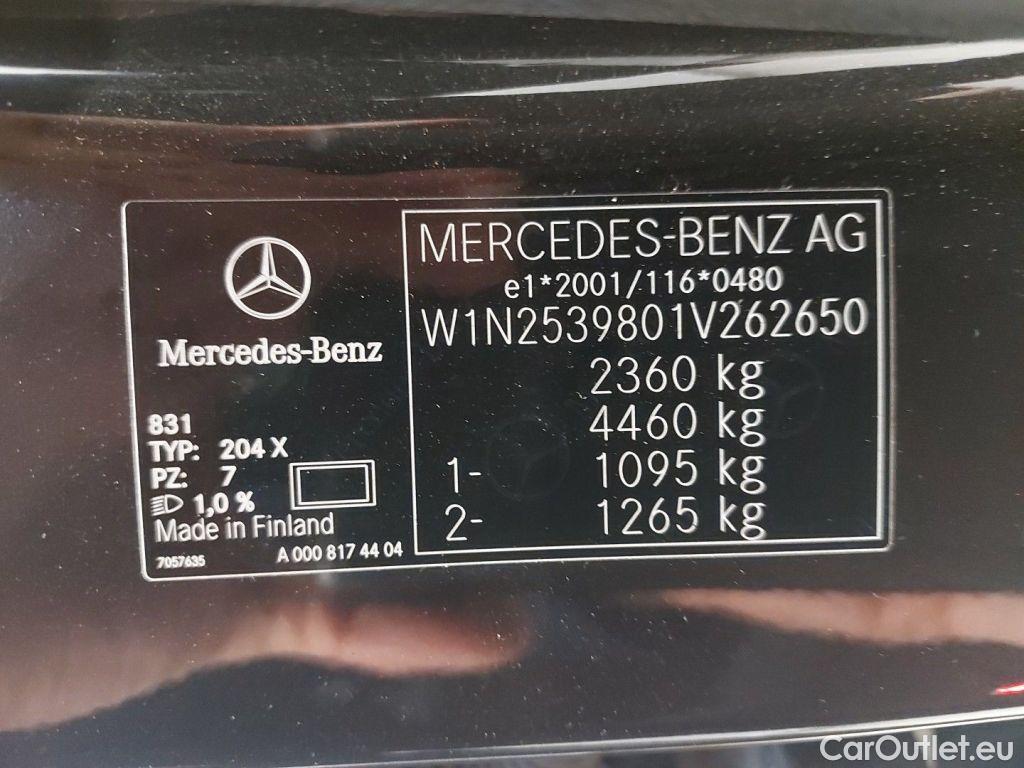 Mercedes-Benz
831
TYP: 204 X
PZ: 7
1,0 %
Made in Finland
7057635 A 000 817 44 04
MERCEDES-BENZ AG
e1*2001/116*0480
W1N2539801V262650
2360 kg
4460 kg
1- 1095 kg
2- 1265 kg
CarOutlet.eu